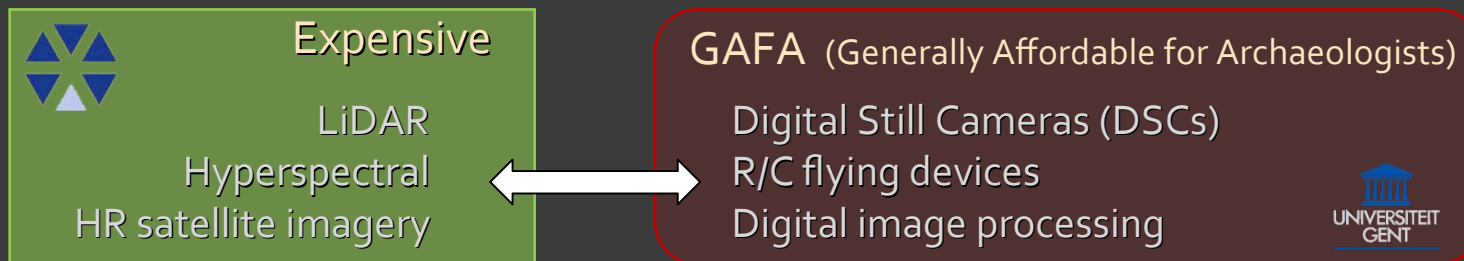 Expensive
LiDAR
Hyperspectral
HR satellite imagery
GAFA (Generally Affordable for Archaeologists)
Digital Still Cameras (DSCs)
R/C flying devices
Digital image processing
UNIVERSITEIT
GENT